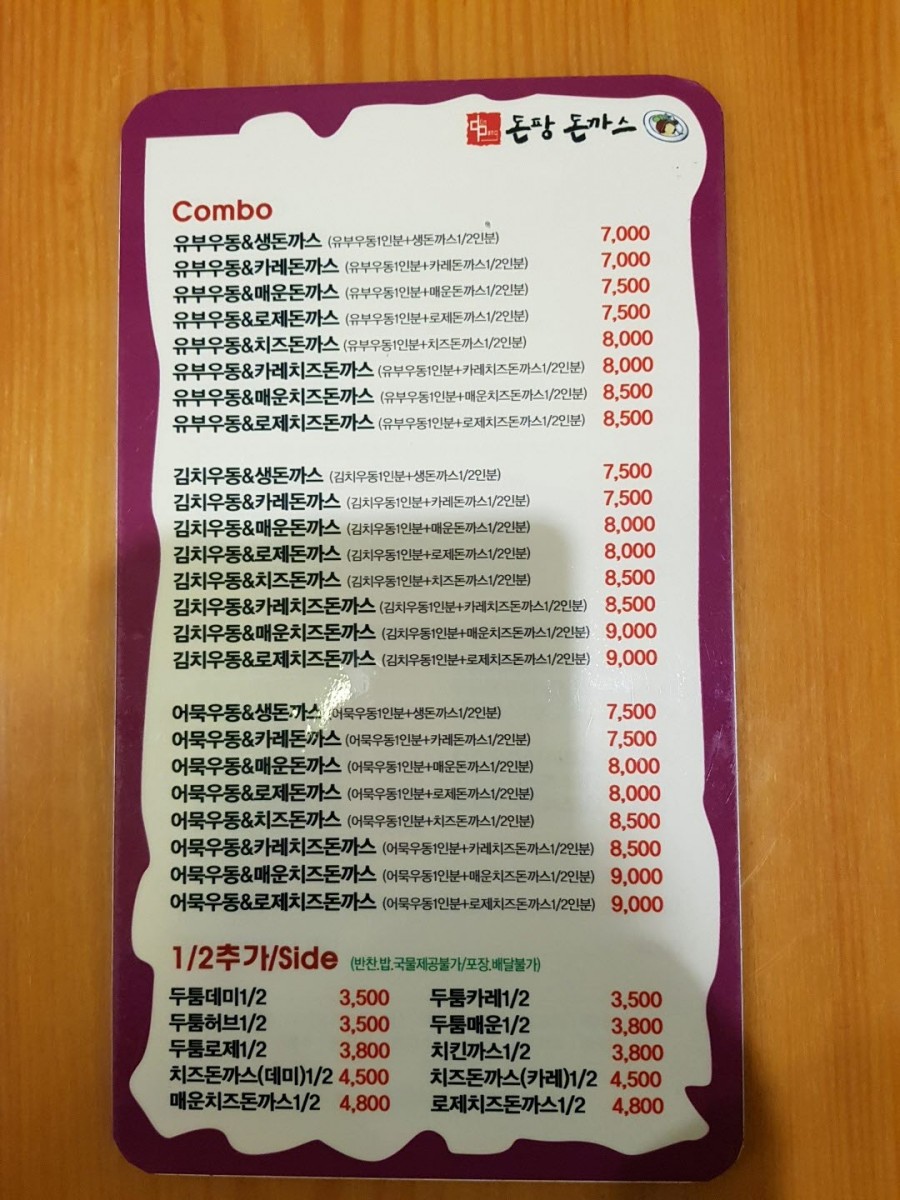 돈팡 돈까스
Combo
유부우동&생돈까스 (유부우동1인분+생돈까스1/2인분) 7,000
유부우동&카레돈까스 (유부우동1인분+카레돈까스1/2인분) 7,000
유부우동&매운돈까스 (유부우동1인분+매운돈까스1/2인분) 7,500
유부우동&로제돈까스 (유부우동1인분+로제돈까스1/2인분) 7,500
유부우동&치즈돈까스 (유부우동1인분+치즈돈까스1/2인분) 8,000
유부우동&카레치즈돈까스 (유부우동1인분+카레치즈돈까스1/2인분) 8,000
유부우동&매운치즈돈까스 (유부우동1인분+매운치즈돈까스1/2인분) 8,500
유부우동&로제치즈돈까스 (유부우동1인분+로제치즈돈까스1/2인분) 8,500
김치우동&생돈까스 (김치우동1인분+생돈까스1/2인분) 7,500
김치우동&카레돈까스 (김치우동1인분+카레돈까스1/2인분) 7,500
김치우동&매운돈까스 (김치우동1인분+매운돈까스1/2인분) 8,000
김치우동&로제돈까스 (김치우동1인분+로제돈까스1/2인분) 8,000
김치우동&치즈돈까스 (김치우동1인분+치즈돈까스1/2인분) 8,500
김치우동&카레치즈돈까스 (김치우동1인분+카레치즈돈까스1/2인분) 8,500
김치우동&매운치즈돈까스 (김치우동1인분+매운치즈돈까스1/2인분) 9,000
김치우동&로제치즈돈까스 (김치우동1인분+로제치즈돈까스1/2인분) 9,000
어묵우동&생돈까스 (어묵우동1인분+생돈까스1/2인분) 7,500
어묵우동&카레돈까스 (어묵우동1인분+카레돈까스1/2인분) 7,500
어묵우동&매운돈까스 (어묵우동1인분+매운돈까스1/2인분) 8,000
어묵우동&로제돈까스 (어묵우동1인분+로제돈까스1/2인분) 8,000
어묵우동&치즈돈까스 (어묵우동1인분+치즈돈까스1/2인분) 8,500
어묵우동&카레치즈돈까스 (어묵우동1인분+카레치즈돈까스1/2인분) 8,500
어묵우동&매운치즈돈까스 (어묵우동1인분+매운치즈돈까스1/2인분) 9,000
어묵우동&로제치즈돈까스 (어묵우동1인분+로제치즈돈까스1/2인분) 9,000
1/2추가/Side (반찬.밥.국물제공불가/포장.배달불가)
두툼데미1/2 3,500 두툼카레1/2 3,500
두툼허브1/2 3,500 두툼매운1/2 3,800
두툼로제1/2 3,800 치킨까스1/2 3,800
치즈돈까스(데미)1/2 4,500 치즈돈까스(카레)1/2 4,500
매운치즈돈까스1/2 4,800 로제치즈돈까스1/2 4,800